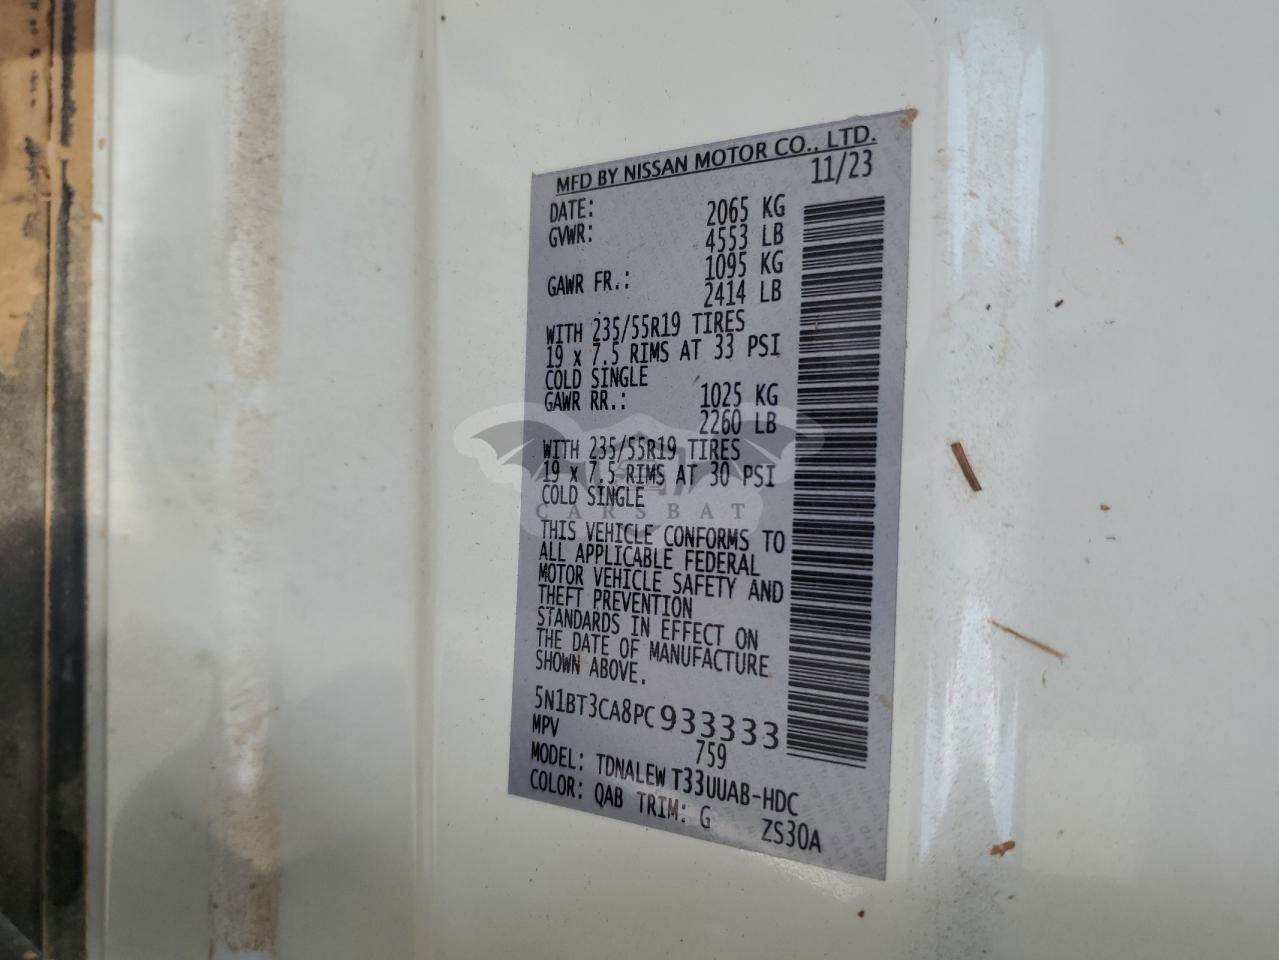 MFD BY NISSAN MOTOR CO., LTD.
DATE: 11/23
GVWR: 2065 KG
4553 LB
GAWR FR.: 1095 KG
2414 LB
WITH 235/55R19 TIRES
19 x 7.5 RIMS AT 33 PSI
COLD SINGLE
GAWR RR.: 1025 KG
2260 LB
WITH 235/55R19 TIRES
19 x 7.5 RIMS AT 30 PSI
COLD SINGLE
CARSBAT
THIS VEHICLE CONFORMS TO
ALL APPLICABLE FEDERAL
MOTOR VEHICLE SAFETY AND
THEFT PREVENTION
STANDARDS IN EFFECT ON
THE DATE OF MANUFACTURE
SHOWN ABOVE.
5N1BT3CA8PC933333
MPV 759
MODEL: TDNALEW T33UUAB-HDC
COLOR: QAB TRIM: G ZS30A